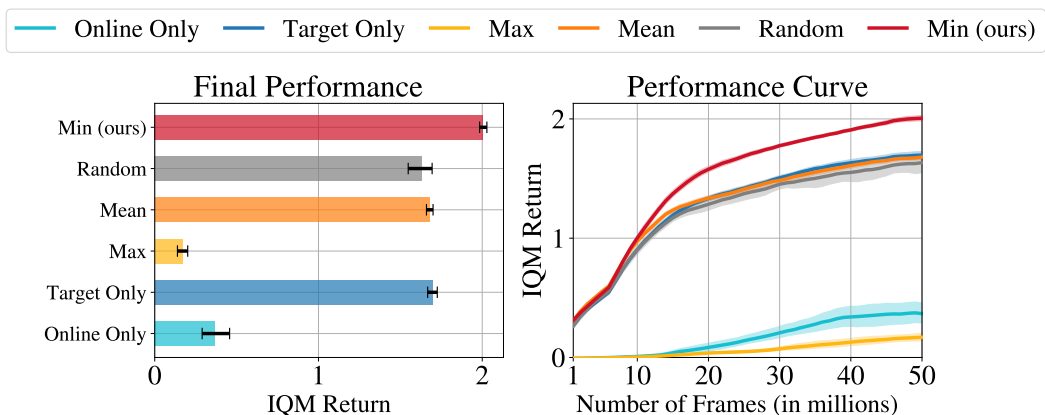 Online Only Target Only Max Mean Random Min (ours)
Final Performance
Min (ours)
Random
Mean
Max
Target Only
Online Only
0 1 2
IQM Return
Performance Curve
2
1
0
IQM Return
1 10 20 30 40 50
Number of Frames (in millions)